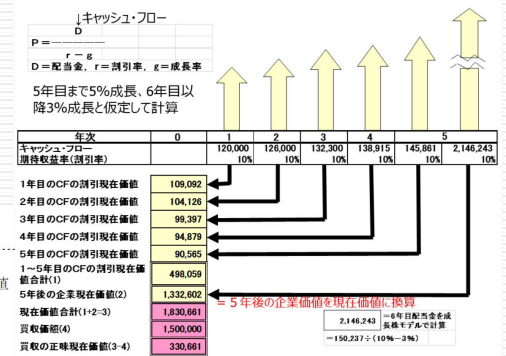 ↓キャッシュ・フロー
D
P=―――――
r－g
D＝配当金，r＝割引率，g＝成長率
5年目まで5%成長、6年目以
降3%成長と仮定して計算
年次 0 1 2 3 4 5
キャッシュ・フロー 120,000 126,000 132,300 138,915 145,861 2,146,243
期待収益率(割引率) 10% 10% 10% 10% 10% 10%
1年目のCFの割引現在価値 109,092
2年目のCFの割引現在価値 104,126
3年目のCFの割引現在価値 99,397
4年目のCFの割引現在価値 94,879
5年目のCFの割引現在価値 90,565
1～5年目のCFの割引現在価
値合計(1) 498,059
5年後の企業現在価値(2) 1,332,602
＝５年後の企業価値を現在価値に換算
現在価値合計(1+2=3) 1,830,661
買収価額(4) 1,500,000
買収の正味現在価値(3-4) 330,661
2,146,243 ＝6年目配当金を成
長株モデルで計算
＝150,237÷(10%－3%)
値